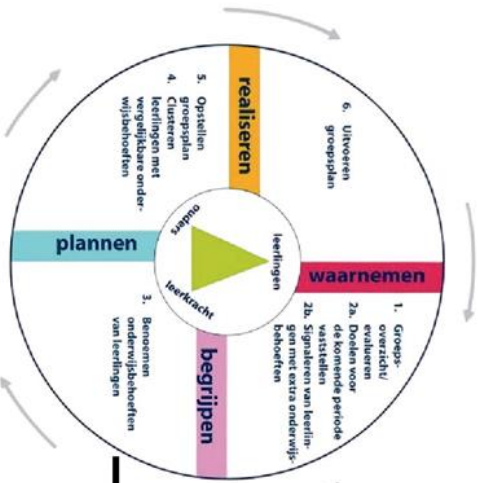 waarnemen
1. Groeps-
overzicht/
evalueren
2a. Doelen voor
de komende periode
vaststellen
2b. Signaleren van leerlin-
gen met extra onderwijs-
behoeften
begrijpen
3. Benoemen
onderwijsbehoeften
van leerlingen
plannen
4. Clusteren
leerlingen met
vergelijkbare onder-
wijsbehoeften
5. Opstellen
groepsplan
realiseren
6. Uitvoeren
groepsplan
leerlingen
leerkracht
ouders